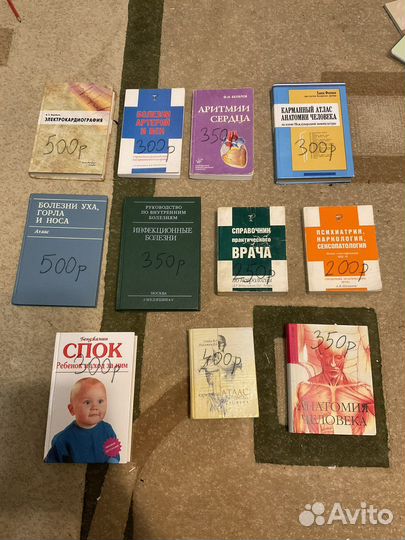 ЭЛЕКТРОКАРДИОГРАФИЯ
500р
БОЛЕЗНИ
АРТЕРИЙ
И ВЕН
300р
АРИТМИИ
СЕРДЦА
350р
КАРМАННЫЙ АТЛАС
АНАТОМИИ ЧЕЛОВЕКА
300р
БОЛЕЗНИ УХА,
ГОРЛА
И НОСА
Атлас
500р
РУКОВОДСТВО
ПО ВНУТРЕННИМ
БОЛЕЗНЯМ
ИНФЕКЦИОННЫЕ
БОЛЕЗНИ
350р
МОСКВА
СПРАВОЧНИК
практического
ВРАЧА
250р
ПСИХИАТРИЯ,
НАРКОЛОГИЯ,
СЕКСОПАТОЛОГИЯ
200р
Бенджамин
СПОК
Ребенок и уход за ним
300р
400р
АТЛАС
350р
АНАТОМИЯ
ЧЕЛОВЕКА
Avito